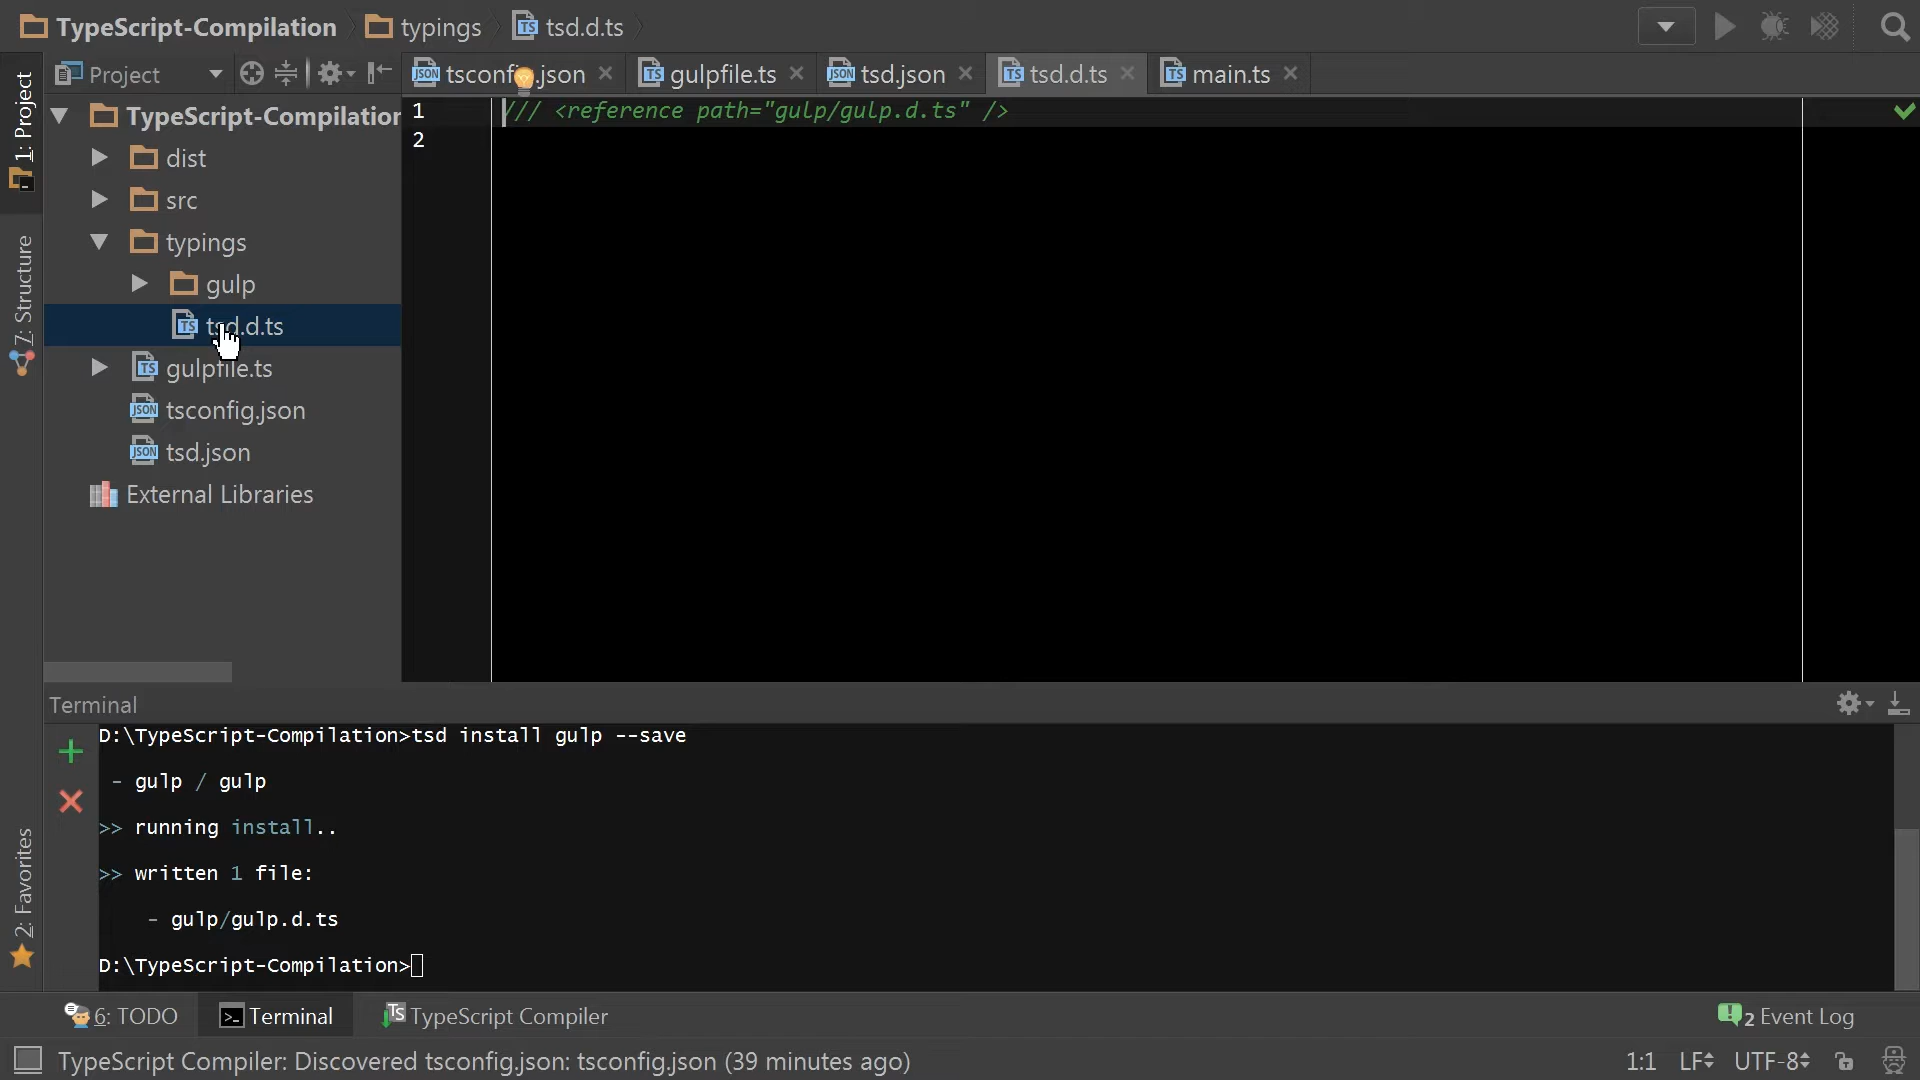 TypeScript-Compilation typings tsd.d.ts
Project
tsconfig.json gulpfile.ts tsd.json tsd.d.ts main.ts
1: Project
7: Structure
2: Favorites
TypeScript-Compilation
dist
src
typings
gulp
tsd.d.ts
gulpfile.ts
tsconfig.json
tsd.json
External Libraries
1 /// <reference path="gulp/gulp.d.ts" />
2
Terminal
D:\TypeScript-Compilation>tsd install gulp --save
- gulp / gulp
>> running install..
>> written 1 file:
- gulp/gulp.d.ts
D:\TypeScript-Compilation>
6: TODO Terminal TypeScript Compiler 2 Event Log
TypeScript Compiler: Discovered tsconfig.json: tsconfig.json (39 minutes ago) 1:1 LF UTF-8